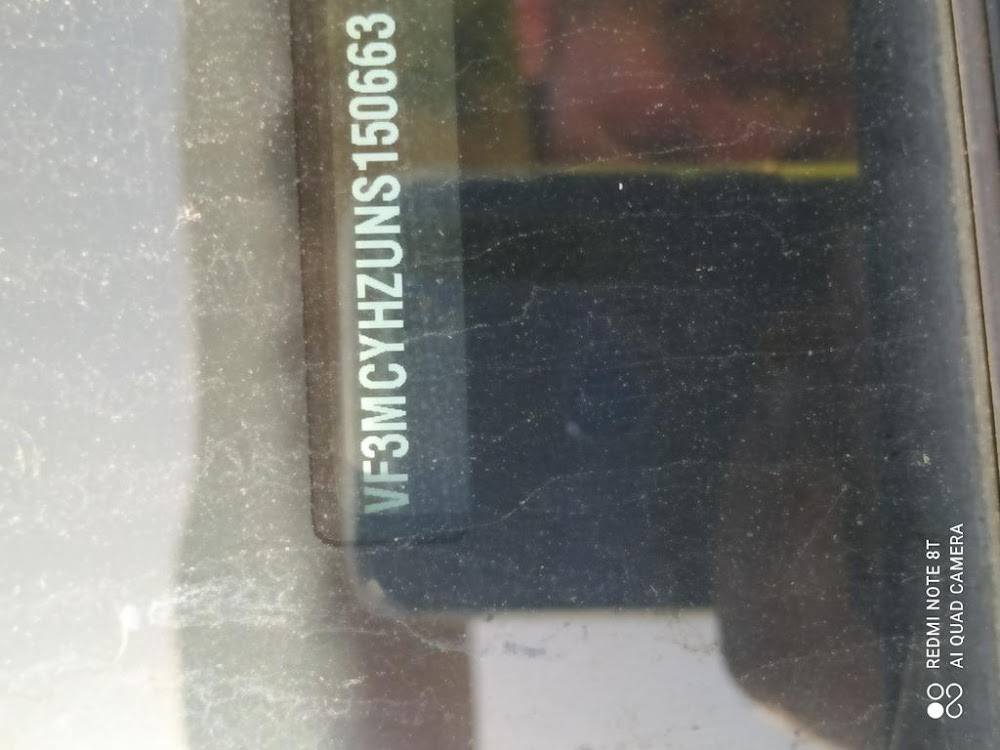 VF3MCYHZUNS150663
REDMI NOTE 8T
AI QUAD CAMERA